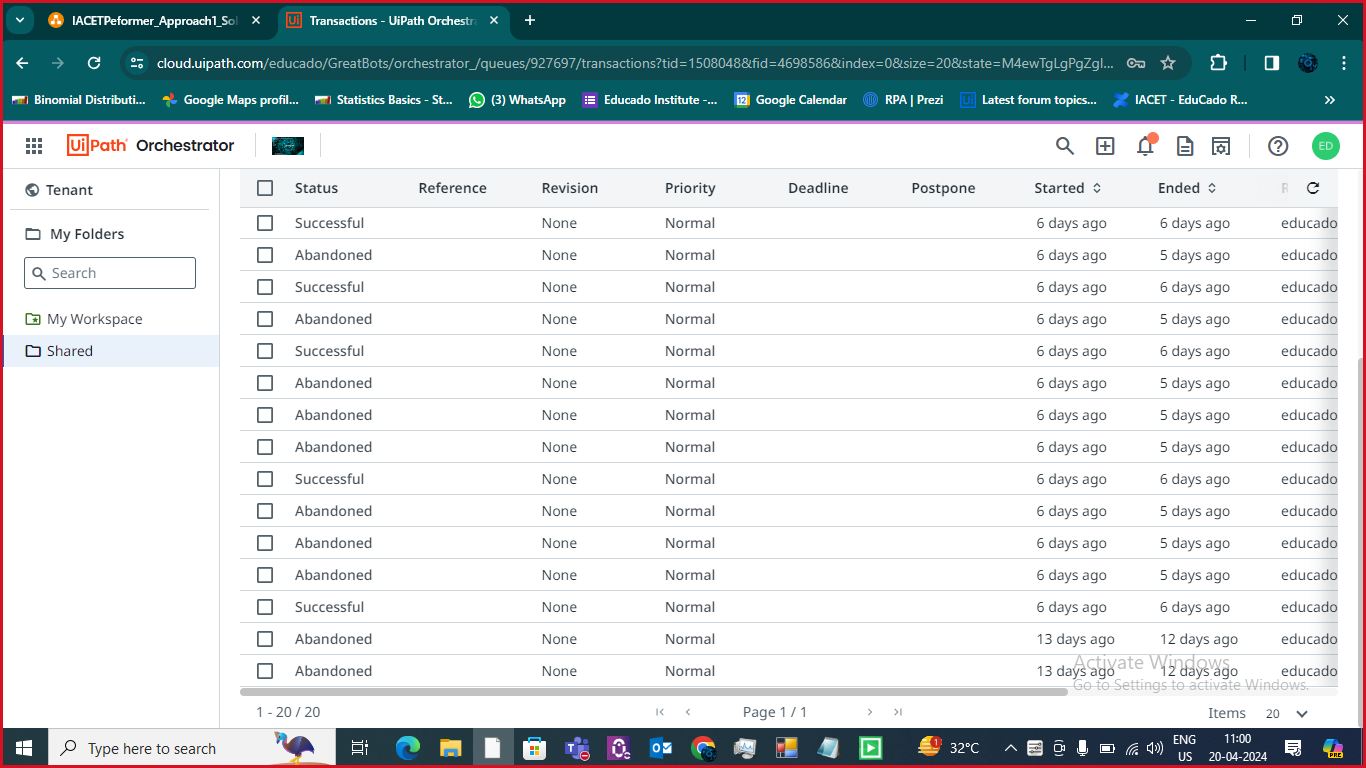 IACETPeformer_Approach1_Sol
Transactions - UiPath Orchestra
cloud.uipath.com/educado/GreatBots/orchestrator_/queues/927697/transactions?tid=1508048&fid=4698586&index=0&size=20&state=M4ewTgLgPgZgl...
Binomial Distributi... Google Maps profil... Statistics Basics - St... (3) WhatsApp Educado Institute -... 12 Google Calendar RPA | Prezi Ui Latest forum topics... IACET - EduCado R... »
UiPath Orchestrator ED
Tenant
My Folders
Search
My Workspace
Shared
Status Reference Revision Priority Deadline Postpone Started Ended R
Successful None Normal 6 days ago 6 days ago educado
Abandoned None Normal 6 days ago 5 days ago educado
Successful None Normal 6 days ago 6 days ago educado
Abandoned None Normal 6 days ago 5 days ago educado
Successful None Normal 6 days ago 6 days ago educado
Abandoned None Normal 6 days ago 5 days ago educado
Abandoned None Normal 6 days ago 5 days ago educado
Abandoned None Normal 6 days ago 5 days ago educado
Successful None Normal 6 days ago 6 days ago educado
Abandoned None Normal 6 days ago 5 days ago educado
Abandoned None Normal 6 days ago 5 days ago educado
Abandoned None Normal 6 days ago 5 days ago educado
Successful None Normal 6 days ago 6 days ago educado
Abandoned None Normal 13 days ago 12 days ago educado
Abandoned None Normal 13 days ago 12 days ago educado
Activate Windows
Go to Settings to activate Windows.
1 - 20 / 20 Page 1 / 1 Items 20
Type here to search 32°C ENG US 11:00 20-04-2024